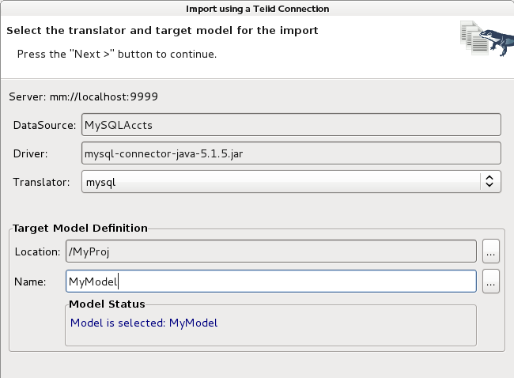 Import using a Teiid Connection
Select the translator and target model for the import
Press the "Next >" button to continue.
Server: mm://localhost:9999
DataSource: MySQLAccts
Driver: mysql-connector-java-5.1.5.jar
Translator: mysql
Target Model Definition
Location: /MyProj ...
Name: MyModel ...
Model Status
Model is selected: MyModel